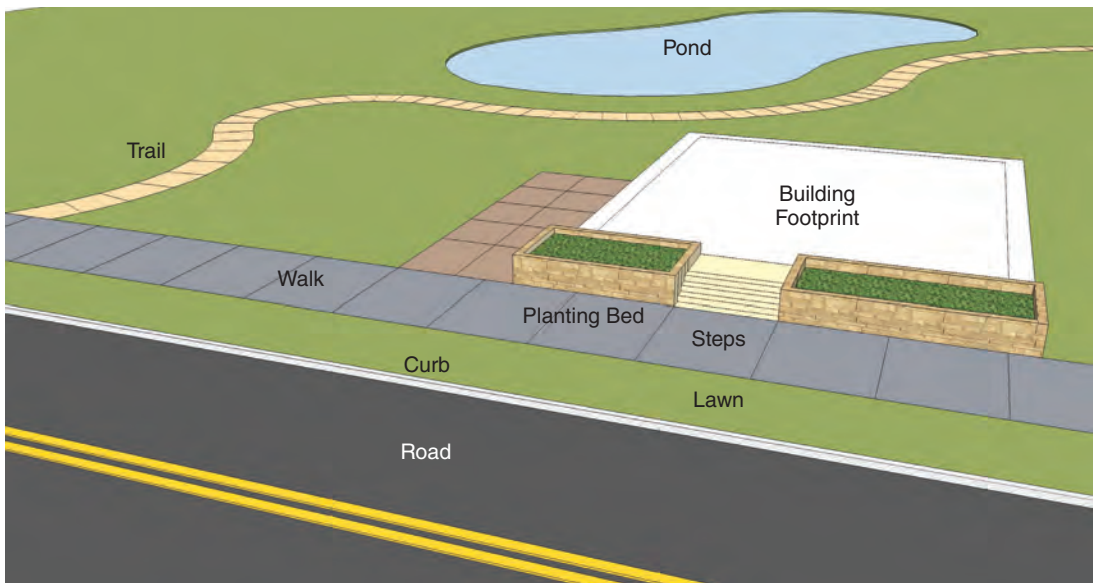 Pond
Trail
Building
Footprint
Walk
Planting Bed
Steps
Curb
Lawn
Road